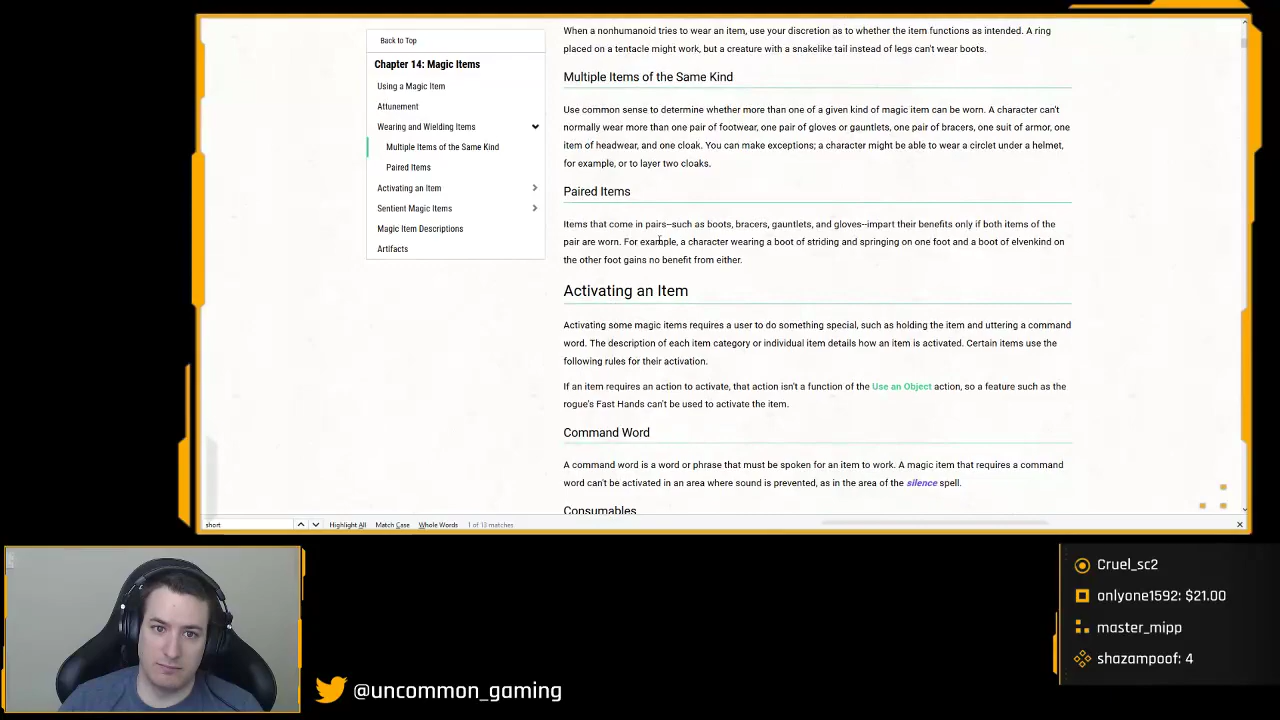 Back to Top
Chapter 14: Magic Items
Using a Magic Item
Attunement
Wearing and Wielding Items
Multiple Items of the Same Kind
Paired Items
Activating an Item
Sentient Magic Items
Magic Item Descriptions
Artifacts
When a nonhumanoid tries to wear an item, use your discretion as to whether the item functions as intended. A ring
placed on a tentacle might work, but a creature with a snakelike tail instead of legs can't wear boots.
Multiple Items of the Same Kind
Use common sense to determine whether more than one of a given kind of magic item can be worn. A character can't
normally wear more than one pair of footwear, one pair of gloves or gauntlets, one pair of bracers, one suit of armor, one
item of headwear, and one cloak. You can make exceptions; a character might be able to wear a circlet under a helmet,
for example, or to layer two cloaks.
Paired Items
Items that come in pairs--such as boots, bracers, gauntlets, and gloves--impart their benefits only if both items of the
pair are worn. For example, a character wearing a boot of striding and springing on one foot and a boot of elvenkind on
the other foot gains no benefit from either.
Activating an Item
Activating some magic items requires a user to do something special, such as holding the item and uttering a command
word. The description of each item category or individual item details how an item is activated. Certain items use the
following rules for their activation.
If an item requires an action to activate, that action isn't a function of the Use an Object action, so a feature such as the
rogue's Fast Hands can't be used to activate the item.
Command Word
A command word is a word or phrase that must be spoken for an item to work. A magic item that requires a command
word can't be activated in an area where sound is prevented, as in the area of the silence spell.
Consumables
short
Highlight All Match Case Whole Words 1 of 13 matches
Cruel_sc2
onlyone1592: $21.00
master_mipp
shazampoof: 4
@uncommon_gaming